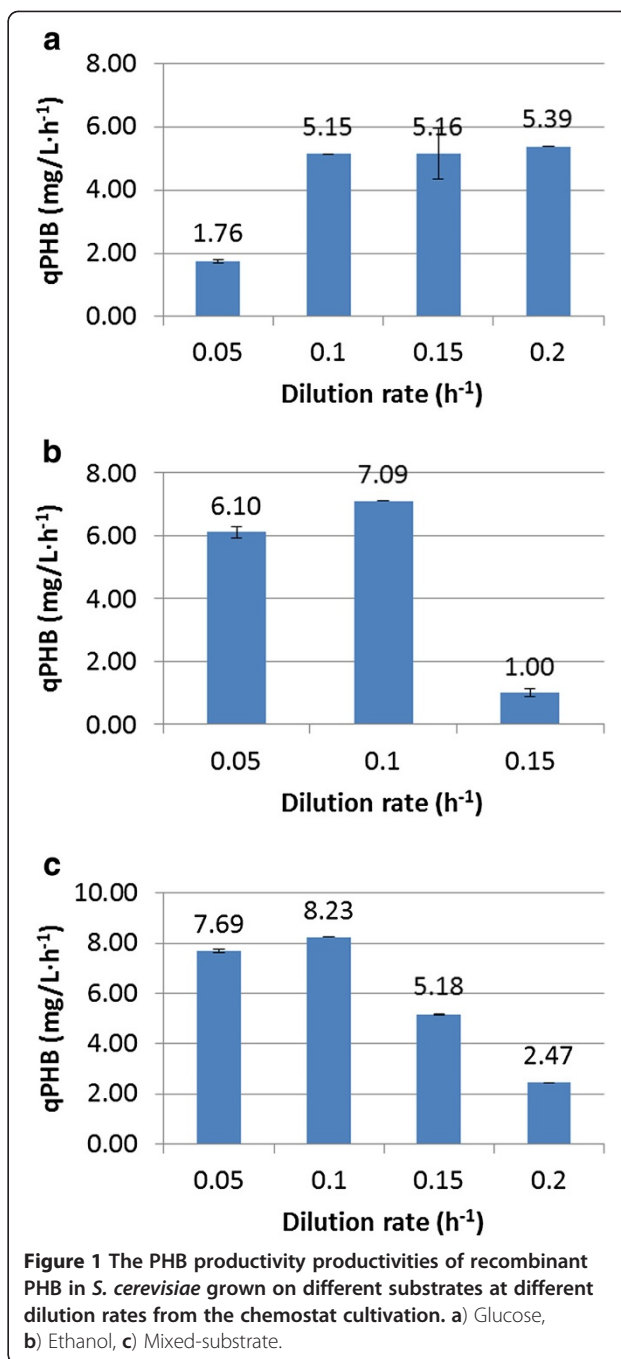 a
8.00
6.00
4.00
2.00
0.00
qPHB (mg/L·h-1)
1.76
5.15
5.16
5.39
0.05 0.1 0.15 0.2
Dilution rate (h-1)
b
8.00
6.00
4.00
2.00
0.00
qPHB (mg/L·h-1)
6.10
7.09
1.00
0.05 0.1 0.15
Dilution rate (h-1)
c
10.00
8.00
6.00
4.00
2.00
0.00
qPHB (mg/L·h-1)
7.69
8.23
5.18
2.47
0.05 0.1 0.15 0.2
Dilution rate (h-1)
Figure 1 The PHB productivity productivities of recombinant
PHB in S. cerevisiae grown on different substrates at different
dilution rates from the chemostat cultivation. a) Glucose,
b) Ethanol, c) Mixed-substrate.